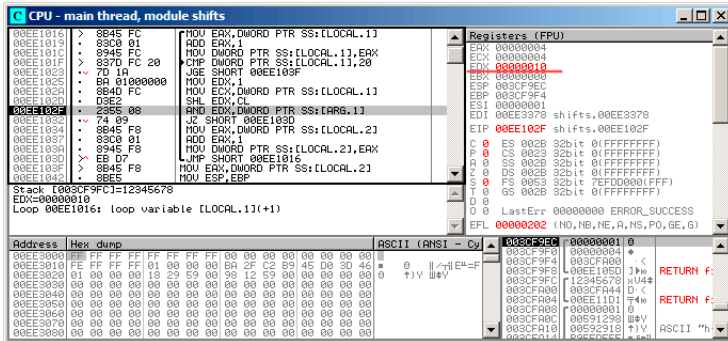 CPU - main thread, module shifts
00EE1016 > 8B45 FC MOV EAX,DWORD PTR SS:[LOCAL.1]
00EE1019 . 83C0 01 ADD EAX,1
00EE101C . 8945 FC MOV DWORD PTR SS:[LOCAL.1],EAX
00EE101F > 837D FC 20 CMP DWORD PTR SS:[LOCAL.1],20
00EE1023 .v 7D 1A JGE SHORT 00EE103F
00EE1025 . BA 01000000 MOV EDX,1
00EE102A . 8B4D FC MOV ECX,DWORD PTR SS:[LOCAL.1]
00EE102D . D3E2 SHL EDX,CL
00EE102F . 2355 08 AND EDX,DWORD PTR SS:[ARG.1]
00EE1032 .v 74 09 JZ SHORT 00EE103D
00EE1034 . 8B45 F8 MOV EAX,DWORD PTR SS:[LOCAL.2]
00EE1037 . 83C0 01 ADD EAX,1
00EE103A . 8945 F8 MOV DWORD PTR SS:[LOCAL.2],EAX
00EE103D >^ EB D7 JMP SHORT 00EE1016
00EE103F > 8B45 F8 MOV EAX,DWORD PTR SS:[LOCAL.2]
00EE1042 . 8BE5 MOV ESP,EBP
Stack [003CF9FC]=12345678
EDX=00000010
Loop 00EE1016: loop variable [LOCAL.1](+1)
Registers (FPU)
EAX 00000004
ECX 00000004
EDX 00000010
EBX 00000000
ESP 003CF9EC
EBP 003CF9F4
ESI 00000001
EDI 00EE3378 shifts.00EE3378
EIP 00EE102F shifts.00EE102F
C 0 ES 002B 32bit 0(FFFFFFFF)
P 0 CS 0023 32bit 0(FFFFFFFF)
A 0 SS 002B 32bit 0(FFFFFFFF)
Z 0 DS 002B 32bit 0(FFFFFFFF)
S 0 FS 0053 32bit 7EFDD000(FFF)
T 0 GS 002B 32bit 0(FFFFFFFF)
D 0
O 0 LastErr 00000000 ERROR_SUCCESS
EFL 00000202 (NO,NB,NE,A,NS,PO,GE,G)
Address Hex dump ASCII (ANSI - Cy
00EE3000 FF FF FF FF FF FF FF FF 00 00 00 00 00 00 00 00
00EE3010 FE FF FF FF 01 00 00 00 BA 2F C2 B9 45 D0 3D 46
00EE3020 01 00 00 00 18 29 59 00 98 12 59 00 00 00 00 00
00EE3030 00 00 00 00 00 00 00 00 00 00 00 00 00 00 00 00
00EE3040 00 00 00 00 00 00 00 00 00 00 00 00 00 00 00 00
00EE3050 00 00 00 00 00 00 00 00 00 00 00 00 00 00 00 00
00EE3060 00 00 00 00 00 00 00 00 00 00 00 00 00 00 00 00
00EE3070 00 00 00 00 00 00 00 00 00 00 00 00 00 00 00 00
00EE3080 00 00 00 00 00 00 00 00 00 00 00 00 00 00 00 00
003CF9EC 00000001
003CF9F0 00000004
003CF9F4 003CFA00
003CF9F8 00EE105D RETURN f
003CF9FC 12345678 xV4
003CFA00 003CFA44
003CFA04 00EE11D1 RETURN f
003CFA08 00000001
003CFA0C 00591298
003CFA10 00592918 ASCII "h